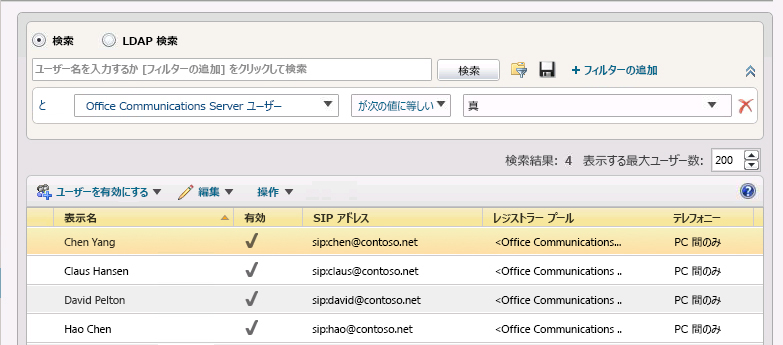 検索 LDAP 検索
ユーザー名を入力するか [フィルターの追加] をクリックして検索 検索 +フィルターの追加
と Office Communications Server ユーザー が次の値に等しい 真
検索結果: 4 表示する最大ユーザー数: 200
ユーザーを有効にする 編集 操作
表示名 有効 SIP アドレス レジストラー プール テレフォニー
Chen Yang sip:chen@contoso.net <Office Communications... PC 間のみ
Claus Hansen sip:claus@contoso.net <Office Communications .. PC 間のみ
David Pelton sip:david@contoso.net <Office Communications .. PC 間のみ
Hao Chen sip:hao@contoso.net <Office Communications .. PC 間のみ